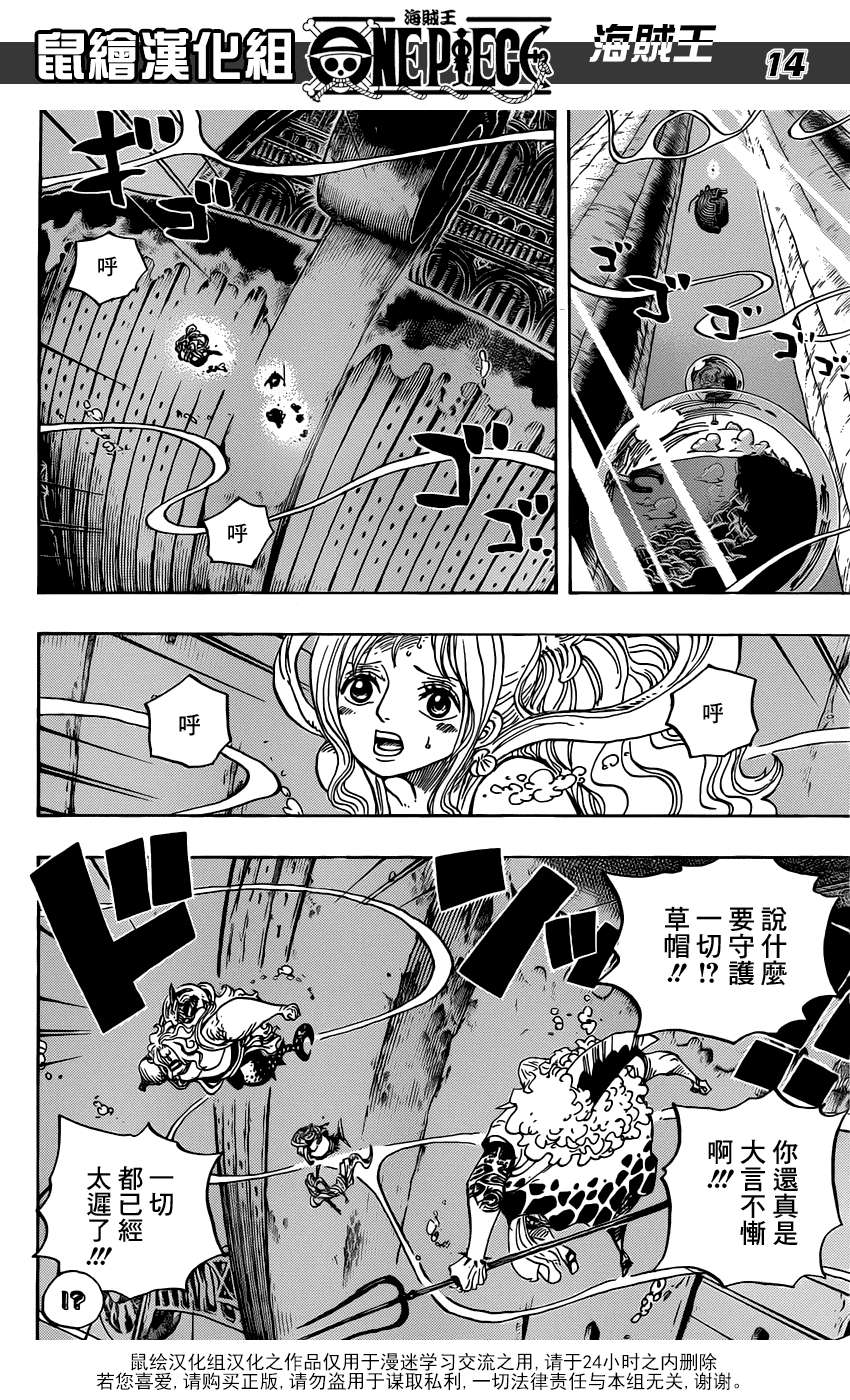 鼠繪漢化組
海賊王
ONE PIECE
海賊王
14
ゴゴ
ゴゴゴ
ゴゴ
呼
呼
呼
呼
說什麼
要守護
一切!?
草帽!!
你還真是
大言不慚
啊!!!
一切
都已經
太遲了!!!
!?
ドドン
鼠绘汉化组汉化之作品仅用于漫迷学习交流之用, 请于24小时之内删除
若您喜爱, 请购买正版, 请勿盗用于谋取私利, 一切法律责任与本组无关, 谢谢。